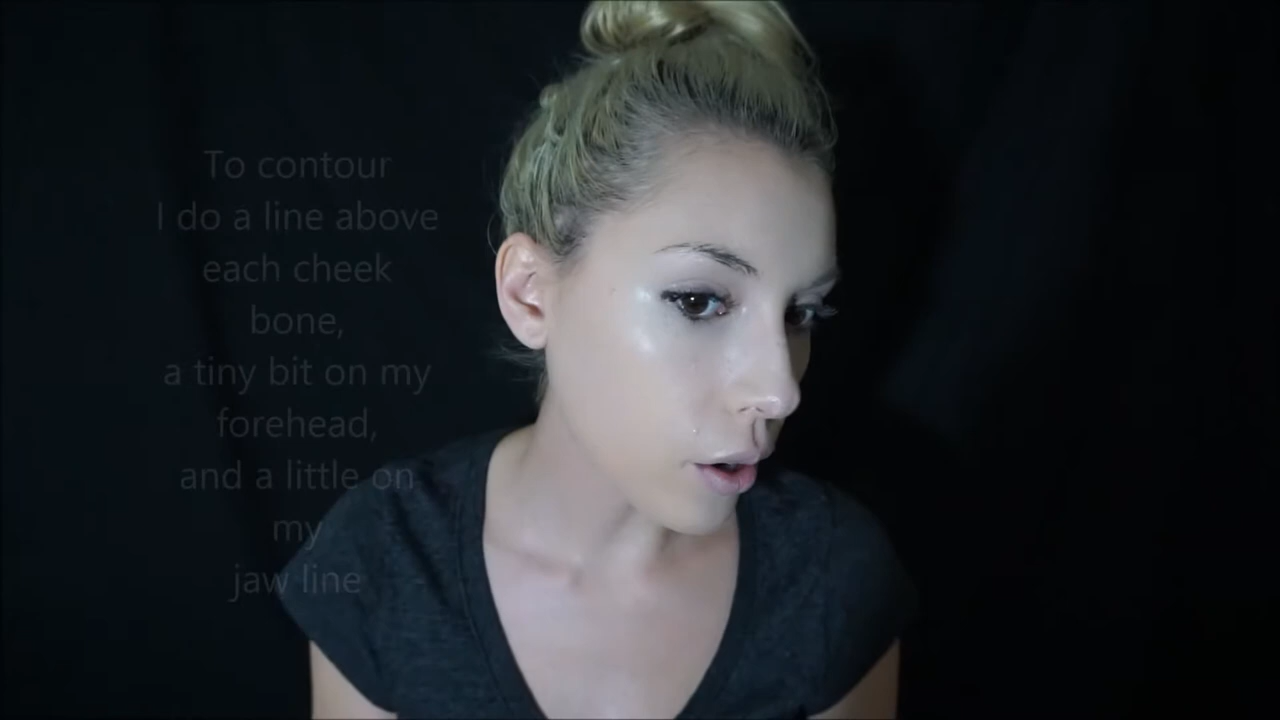 To contour
I do a line above
each cheek
bone,
a tiny bit on my
forehead,
and a little on
my
jaw line